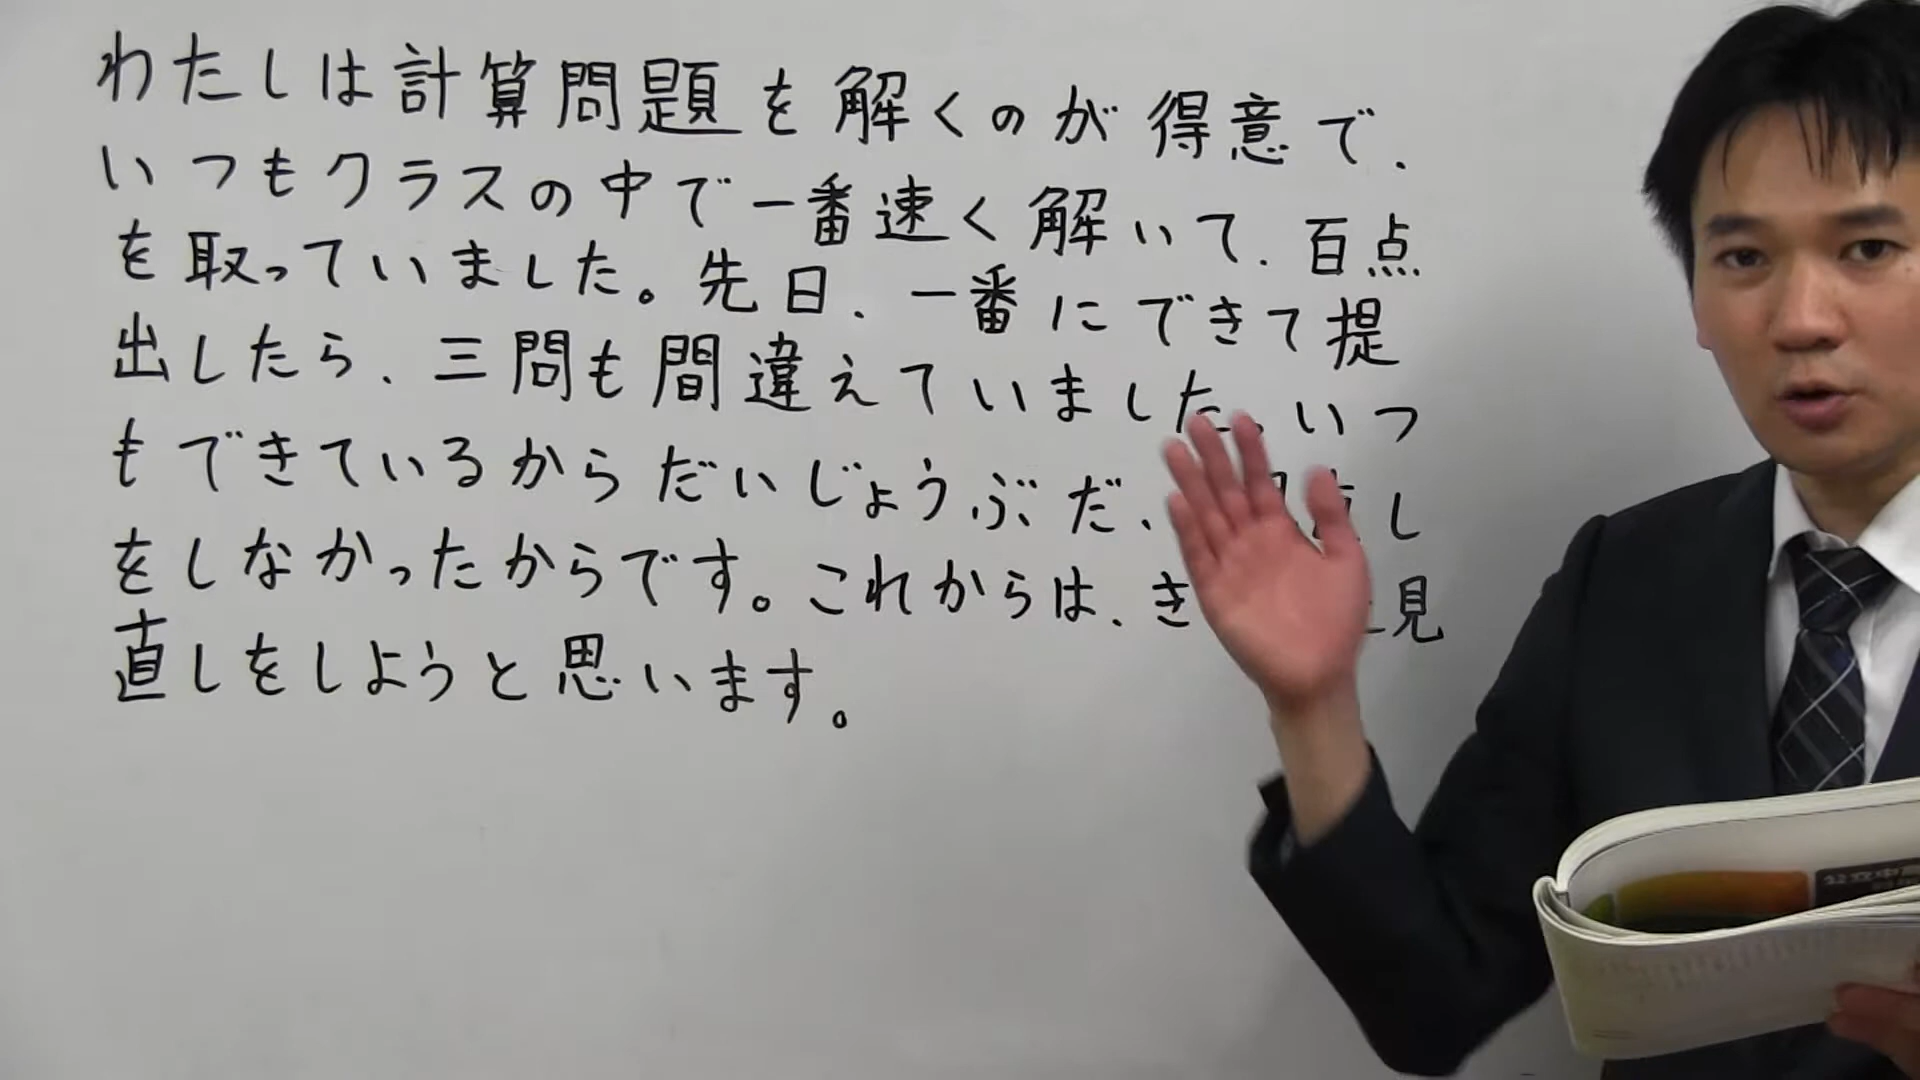 わたしは計算問題を解くのが得意で、
いつもクラスの中で一番速く解いて、百点
を取っていました。先日、一番にできて提
出したら、三問も間違えていました。いつ
もできているからだいじょうぶだ、 し
をしなかったからです。これからは、き 見
直しをしようと思います。